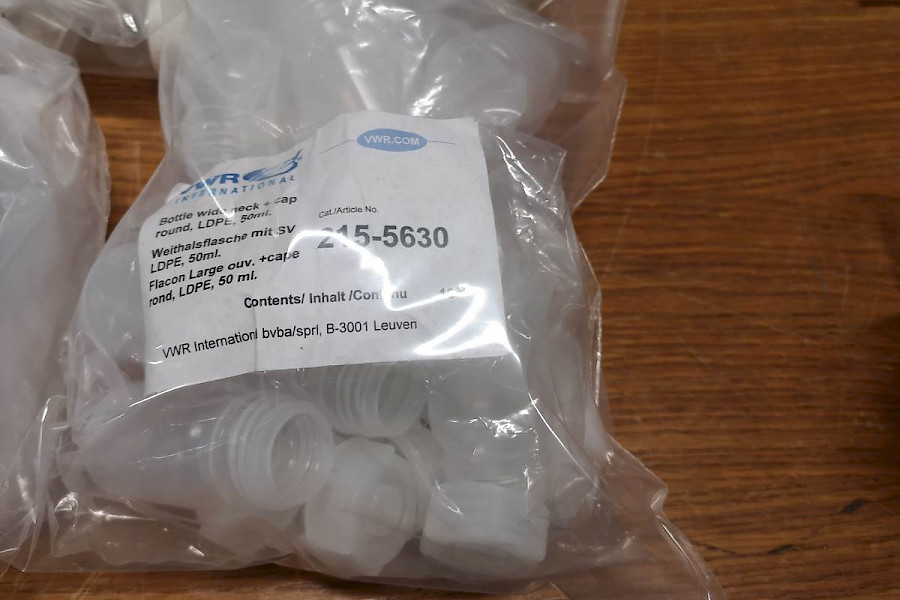 VWR
INTERNATIONAL
VWR.COM
Bottle wide neck + cap
round, LDPE, 50ml.
Weithalsflasche mit SV
LDPE, 50ml.
Flacon Large ouv. +cape
rond, LDPE, 50 ml.
Cat./Article No.
215-5630
Contents/ Inhalt /Contenu
VWR International bvba/sprl, B-3001 Leuven